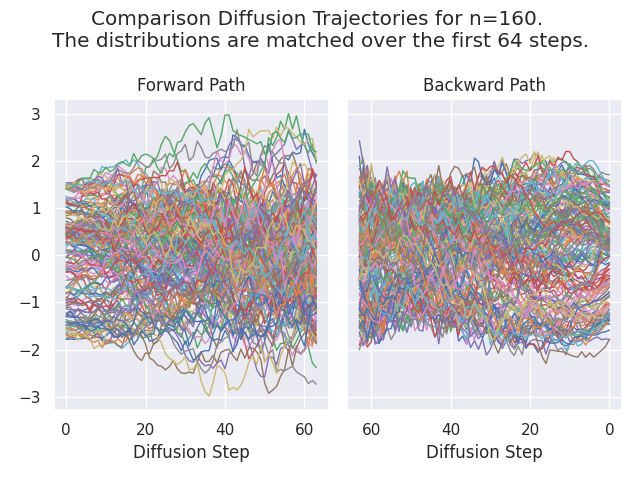 Comparison Diffusion Trajectories for n=160.
The distributions are matched over the first 64 steps.
Forward Path
Backward Path
3
2
1
0
−1
−2
−3
0 20 40 60
60 40 20 0
Diffusion Step
Diffusion Step